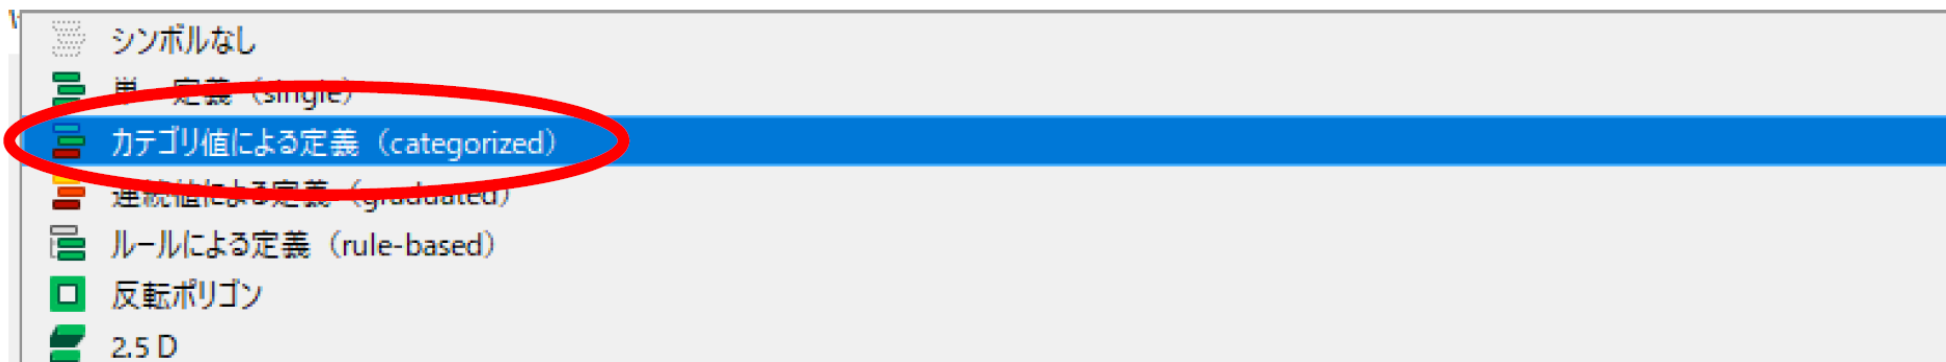 シンボルなし
単一定義（single）
カテゴリ値による定義（categorized）
連続値による定義（graduated）
ルールによる定義（rule-based）
反転ポリゴン
2.5 D